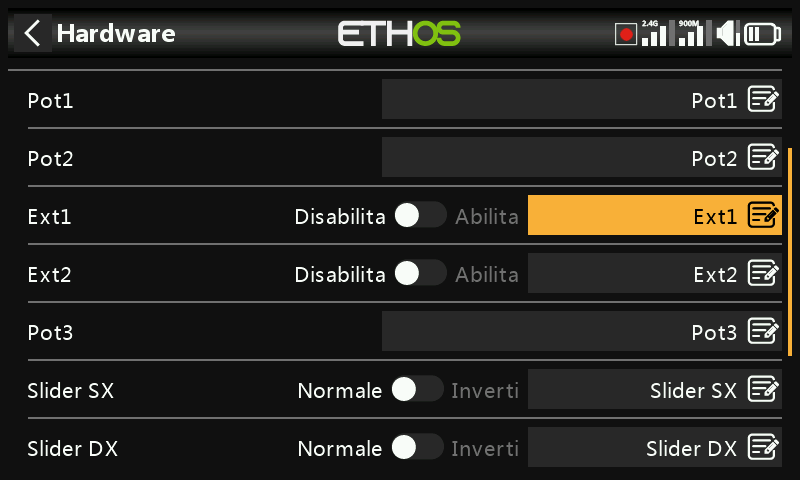 Hardware ETHOS 2.4G 900M
Pot1 Pot1
Pot2 Pot2
Ext1 Disabilita Abilita Ext1
Ext2 Disabilita Abilita Ext2
Pot3 Pot3
Slider SX Normale Inverti Slider SX
Slider DX Normale Inverti Slider DX